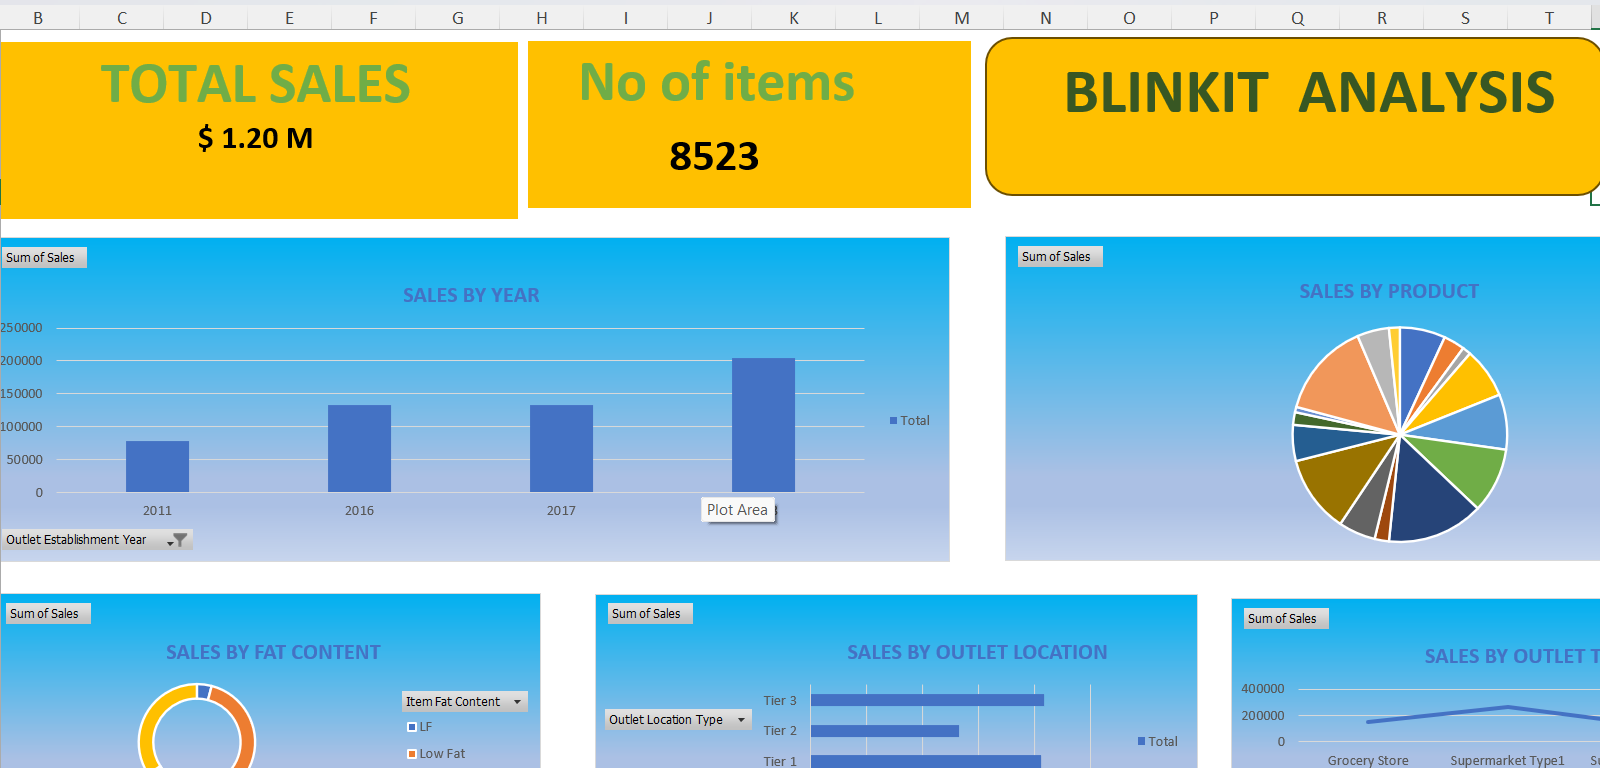 B C D E F G H I J K L M N O P Q R S T
TOTAL SALES
$ 1.20 M
No of items
8523
BLINKIT ANALYSIS
Sum of Sales
SALES BY YEAR
250000
200000
150000
100000
50000
0
2011 2016 2017
Plot Area
Total
Outlet Establishment Year
Sum of Sales
SALES BY PRODUCT
Sum of Sales
SALES BY FAT CONTENT
Item Fat Content
LF
Low Fat
Sum of Sales
SALES BY OUTLET LOCATION
Outlet Location Type
Tier 3
Tier 2
Tier 1
Total
Sum of Sales
SALES BY OUTLET T
400000
200000
0
Grocery Store Supermarket Type1